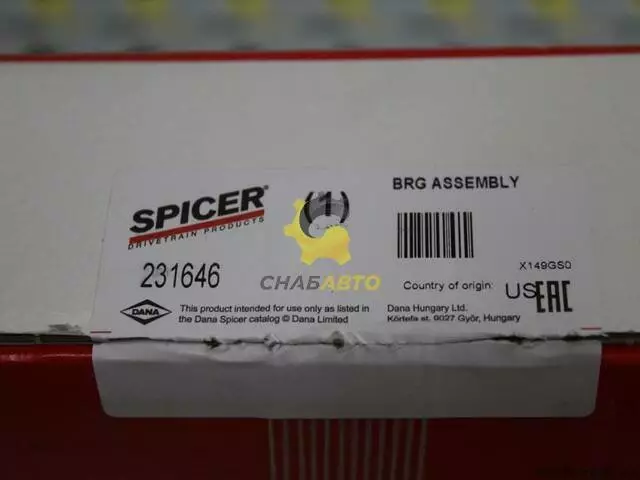 SPICER®
DRIVETRAIN PRODUCTS
(1)
BRG ASSEMBLY
231646
СНАБАВТО
X149GS0
Country of origin: US
EAC
DANA
This product intended for use only as listed in
the Dana Spicer catalog © Dana Limited
Dana Hungary Ltd.
Körtefa st. 9027 Győr, Hungary